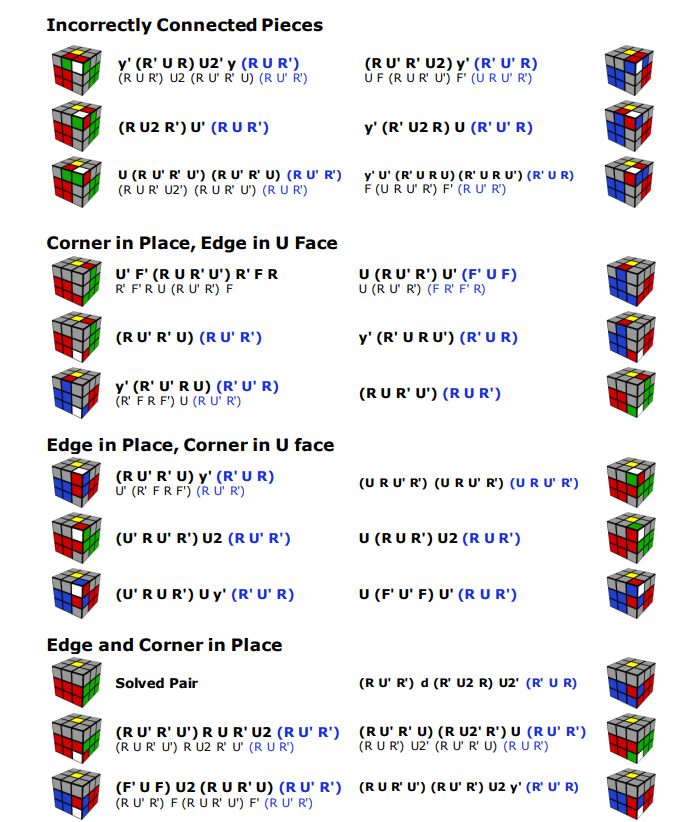 Incorrectly Connected Pieces
y' (R' U R) U2' y (R U R')
(R U R') U2 (R U' R' U) (R U' R')
(R U' R' U2) y' (R' U' R)
U F (R U R' U') F' (U R U' R')
(R U2 R') U' (R U R')
y' (R' U2 R) U (R' U' R)
U (R U' R' U') (R U' R' U) (R U' R')
(R U R' U2') (R U R' U') (R U R')
y' U' (R' U R U) (R' U R U') (R' U R)
F (U R U' R') F' (R U' R')
Corner in Place, Edge in U Face
U' F' (R U R' U') R' F R
R' F' R U (R U' R') F
U (R U' R') U' (F' U F)
U (R U' R') (F R' F' R)
(R U' R' U) (R U' R')
y' (R' U R U') (R' U R)
y' (R' U' R U) (R' U' R)
(R' F R F') U (R U' R')
(R U R' U') (R U R')
Edge in Place, Corner in U face
(R U' R' U) y' (R' U R)
U' (R' F R F') (R U' R')
(U R U' R') (U R U' R') (U R U' R')
(U' R U' R') U2 (R U' R')
U (R U R') U2 (R U R')
(U' R U R') U y' (R' U' R)
U (F' U' F) U' (R U R')
Edge and Corner in Place
Solved Pair
(R U' R') d (R' U2 R) U2' (R' U R)
(R U' R' U') R U R' U2 (R U' R')
(R U R' U') R U2 R' U' (R U R')
(R U' R' U) (R U2' R') U (R U' R')
(R U R') U2' (R U' R' U) (R U R')
(F' U F) U2 (R U R' U) (R U' R')
(R U' R') F (R U R' U') F' (R U' R')
(R U R' U') (R U' R') U2 y' (R' U' R)